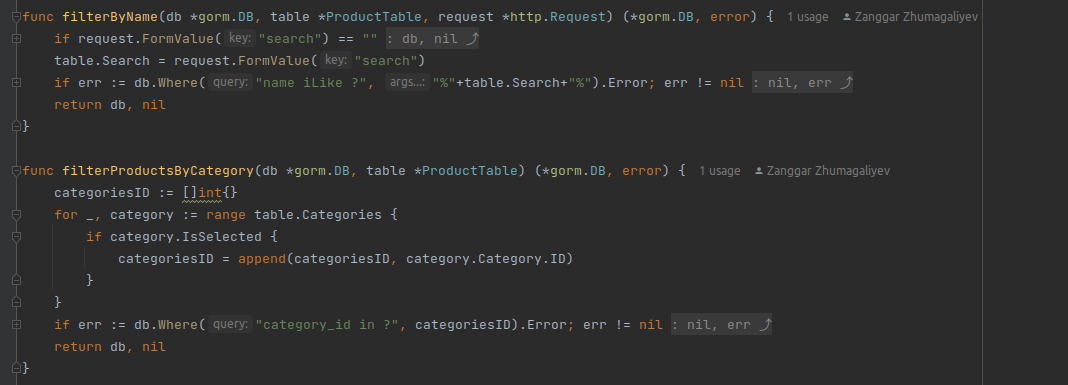 func filterByName(db *gorm.DB, table *ProductTable, request *http.Request) (*gorm.DB, error) { 1 usage Zanggar Zhumagaliyev
if request.FormValue( key: "search") == "" : db, nil
table.Search = request.FormValue( key: "search")
if err := db.Where( query: "name iLike ?", args...: "%"+table.Search+"%").Error; err != nil : nil, err
return db, nil
}
func filterProductsByCategory(db *gorm.DB, table *ProductTable) (*gorm.DB, error) { 1 usage Zanggar Zhumagaliyev
categoriesID := []int{}
for _, category := range table.Categories {
if category.IsSelected {
categoriesID = append(categoriesID, category.Category.ID)
}
}
if err := db.Where( query: "category_id in ?", categoriesID).Error; err != nil : nil, err
return db, nil
}